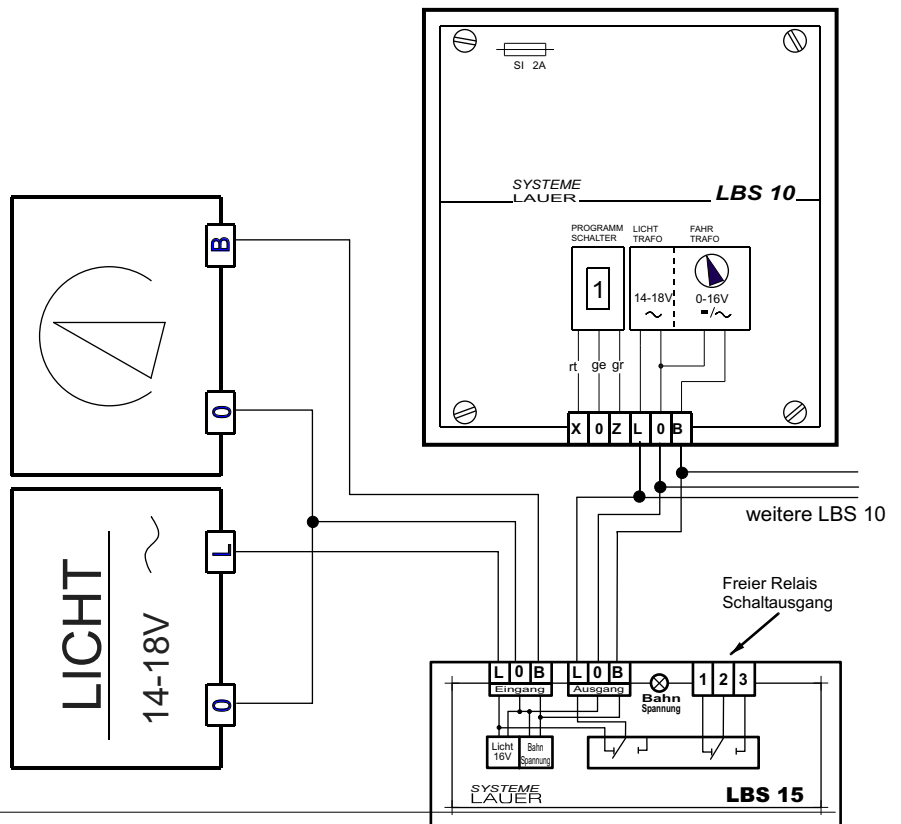 SI 2A
SYSTEME
LAUER
LBS 10
PROGRAMM
SCHALTER
LICHT
TRAFO
FAHR
TRAFO
1
14-18V
~
0-16V
=/~
rt
ge
gr
X 0 Z L 0 B
weitere LBS 10
B
0
LICHT
14-18V ~
L
0
Freier Relais
Schaltausgang
L 0 B
Eingang
L 0 B
Ausgang
Bahn
Spannung
1 2 3
Licht
16V
Bahn
Spannung
SYSTEME
LAUER
LBS 15